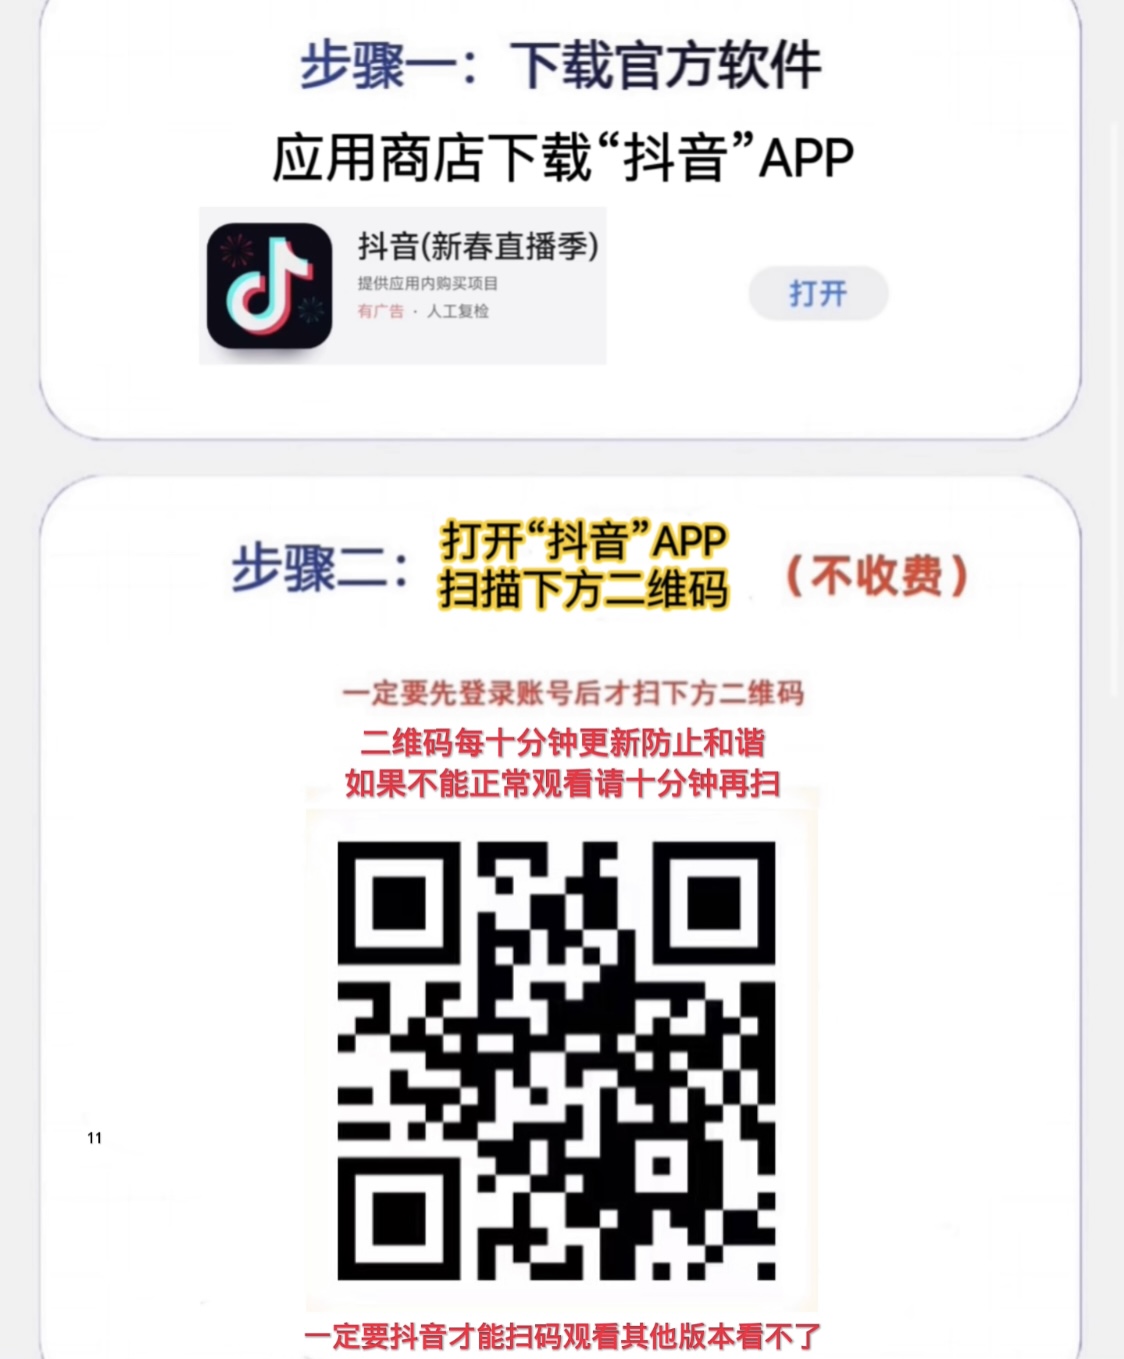 步骤一：下载官方软件
应用商店下载“抖音”APP
抖音(新春直播季)
提供应用内购买项目
有广告 · 人工复检
打开
步骤二：
打开“抖音”APP
扫描下方二维码
（不收费）
一定要先登录账号后才扫下方二维码
二维码每十分钟更新防止和谐
如果不能正常观看请十分钟再扫
11
一定要抖音才能扫码观看其他版本看不了